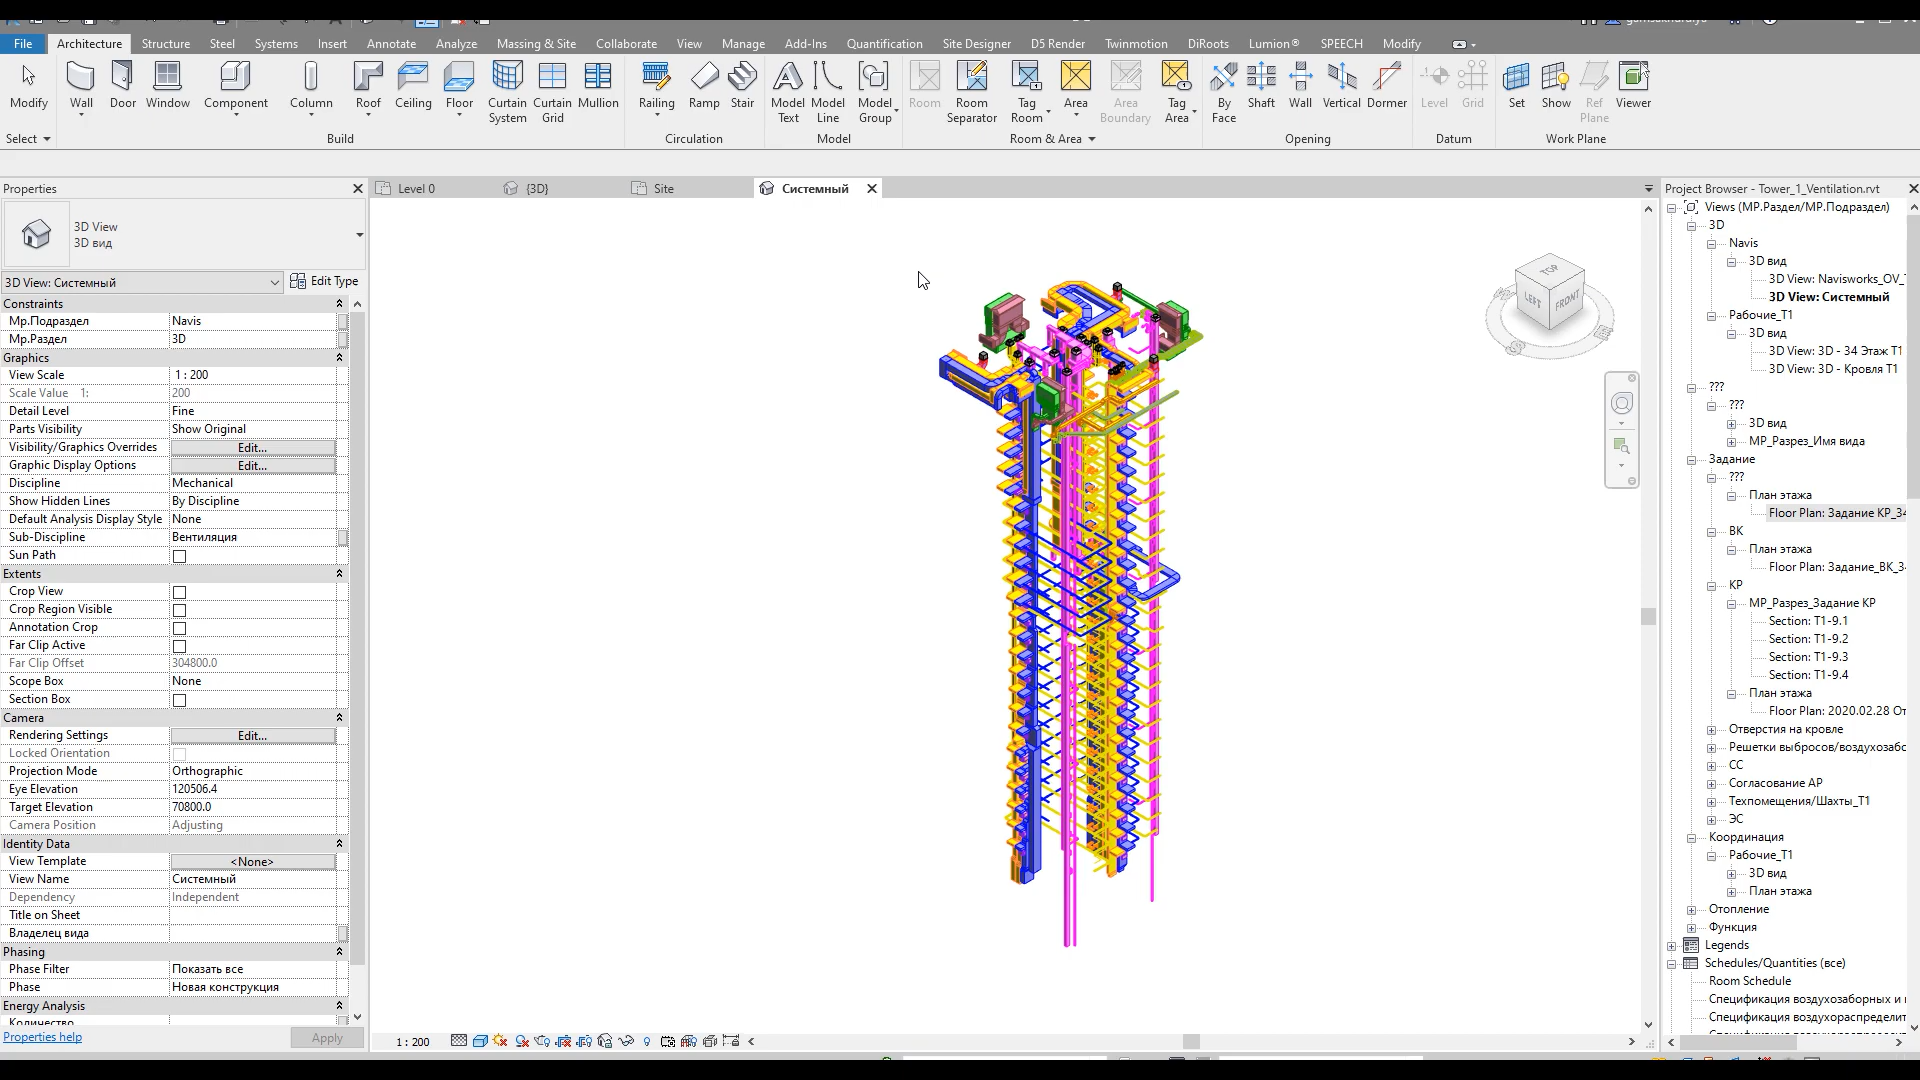 File Architecture Structure Steel Systems Insert Annotate Analyze Massing & Site Collaborate View Manage Add-Ins Quantification Site Designer D5 Render Twinmotion DiRoots Lumion® SPEECH Modify
Modify Wall Door Window Component Column Roof Ceiling Floor Curtain System Curtain Grid Mullion Railing Ramp Stair Model Text Model Line Model Group Room Room Separator Tag Room Area Area Boundary Tag Area By Face Shaft Wall Vertical Dormer Level Grid Set Show Ref Plane Viewer
Select Build Circulation Model Room & Area Opening Datum Work Plane
Properties
3D View
3D вид
3D View: Системный Edit Type
Constraints
Мр.Подраздел Navis
Мр.Раздел 3D
Graphics
View Scale 1 : 200
Scale Value 1: 200
Detail Level Fine
Parts Visibility Show Original
Visibility/Graphics Overrides Edit...
Graphic Display Options Edit...
Discipline Mechanical
Show Hidden Lines By Discipline
Default Analysis Display Style None
Sub-Discipline Вентиляция
Sun Path
Extents
Crop View
Crop Region Visible
Annotation Crop
Far Clip Active
Far Clip Offset 304800.0
Scope Box None
Section Box
Camera
Rendering Settings Edit...
Locked Orientation
Projection Mode Orthographic
Eye Elevation 120506.4
Target Elevation 70800.0
Camera Position Adjusting
Identity Data
View Template <None>
View Name Системный
Dependency Independent
Title on Sheet
Владелец вида
Phasing
Phase Filter Показать все
Phase Новая конструкция
Energy Analysis
Количество
Properties help Apply
Level 0 {3D} Site Системный
TOP
LEFT FRONT
1 : 200
Project Browser - Tower_1_Ventilation.rvt
Views (МР.Раздел/МР.Подраздел)
3D
Navis
3D вид
3D View: Navisworks_OV_
3D View: Системный
Рабочие_Т1
3D вид
3D View: 3D - 34 Этаж Т1
3D View: 3D - Кровля Т1
???
???
3D вид
МР_Разрез_Имя вида
Задание
???
План этажа
Floor Plan: Задание КР_34
ВК
План этажа
Floor Plan: Задание_ВК_3
КР
МР_Разрез_Задание КР
Section: Т1-9.1
Section: Т1-9.2
Section: Т1-9.3
Section: Т1-9.4
План этажа
Floor Plan: 2020.02.28 От
Отверстия на кровле
Решетки выбросов/воздухозабо
СС
Согласование АР
Техпомещения/Шахты_Т1
ЭС
Координация
Рабочие_Т1
3D вид
План этажа
Отопление
Функция
Legends
Schedules/Quantities (все)
Room Schedule
Спецификация воздухозаборных и
Спецификация воздухораспределит